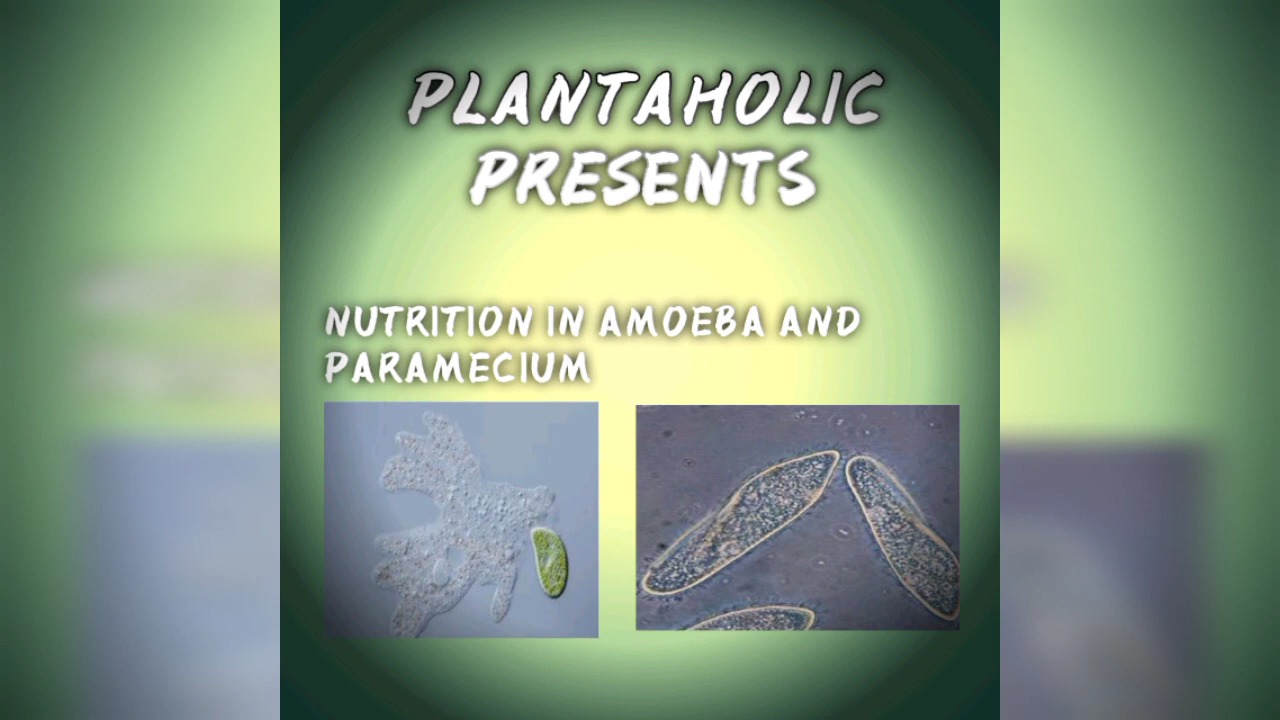 PLANTAHOLIC
PRESENTS
NUTRITION IN AMOEBA AND
PARAMECIUM